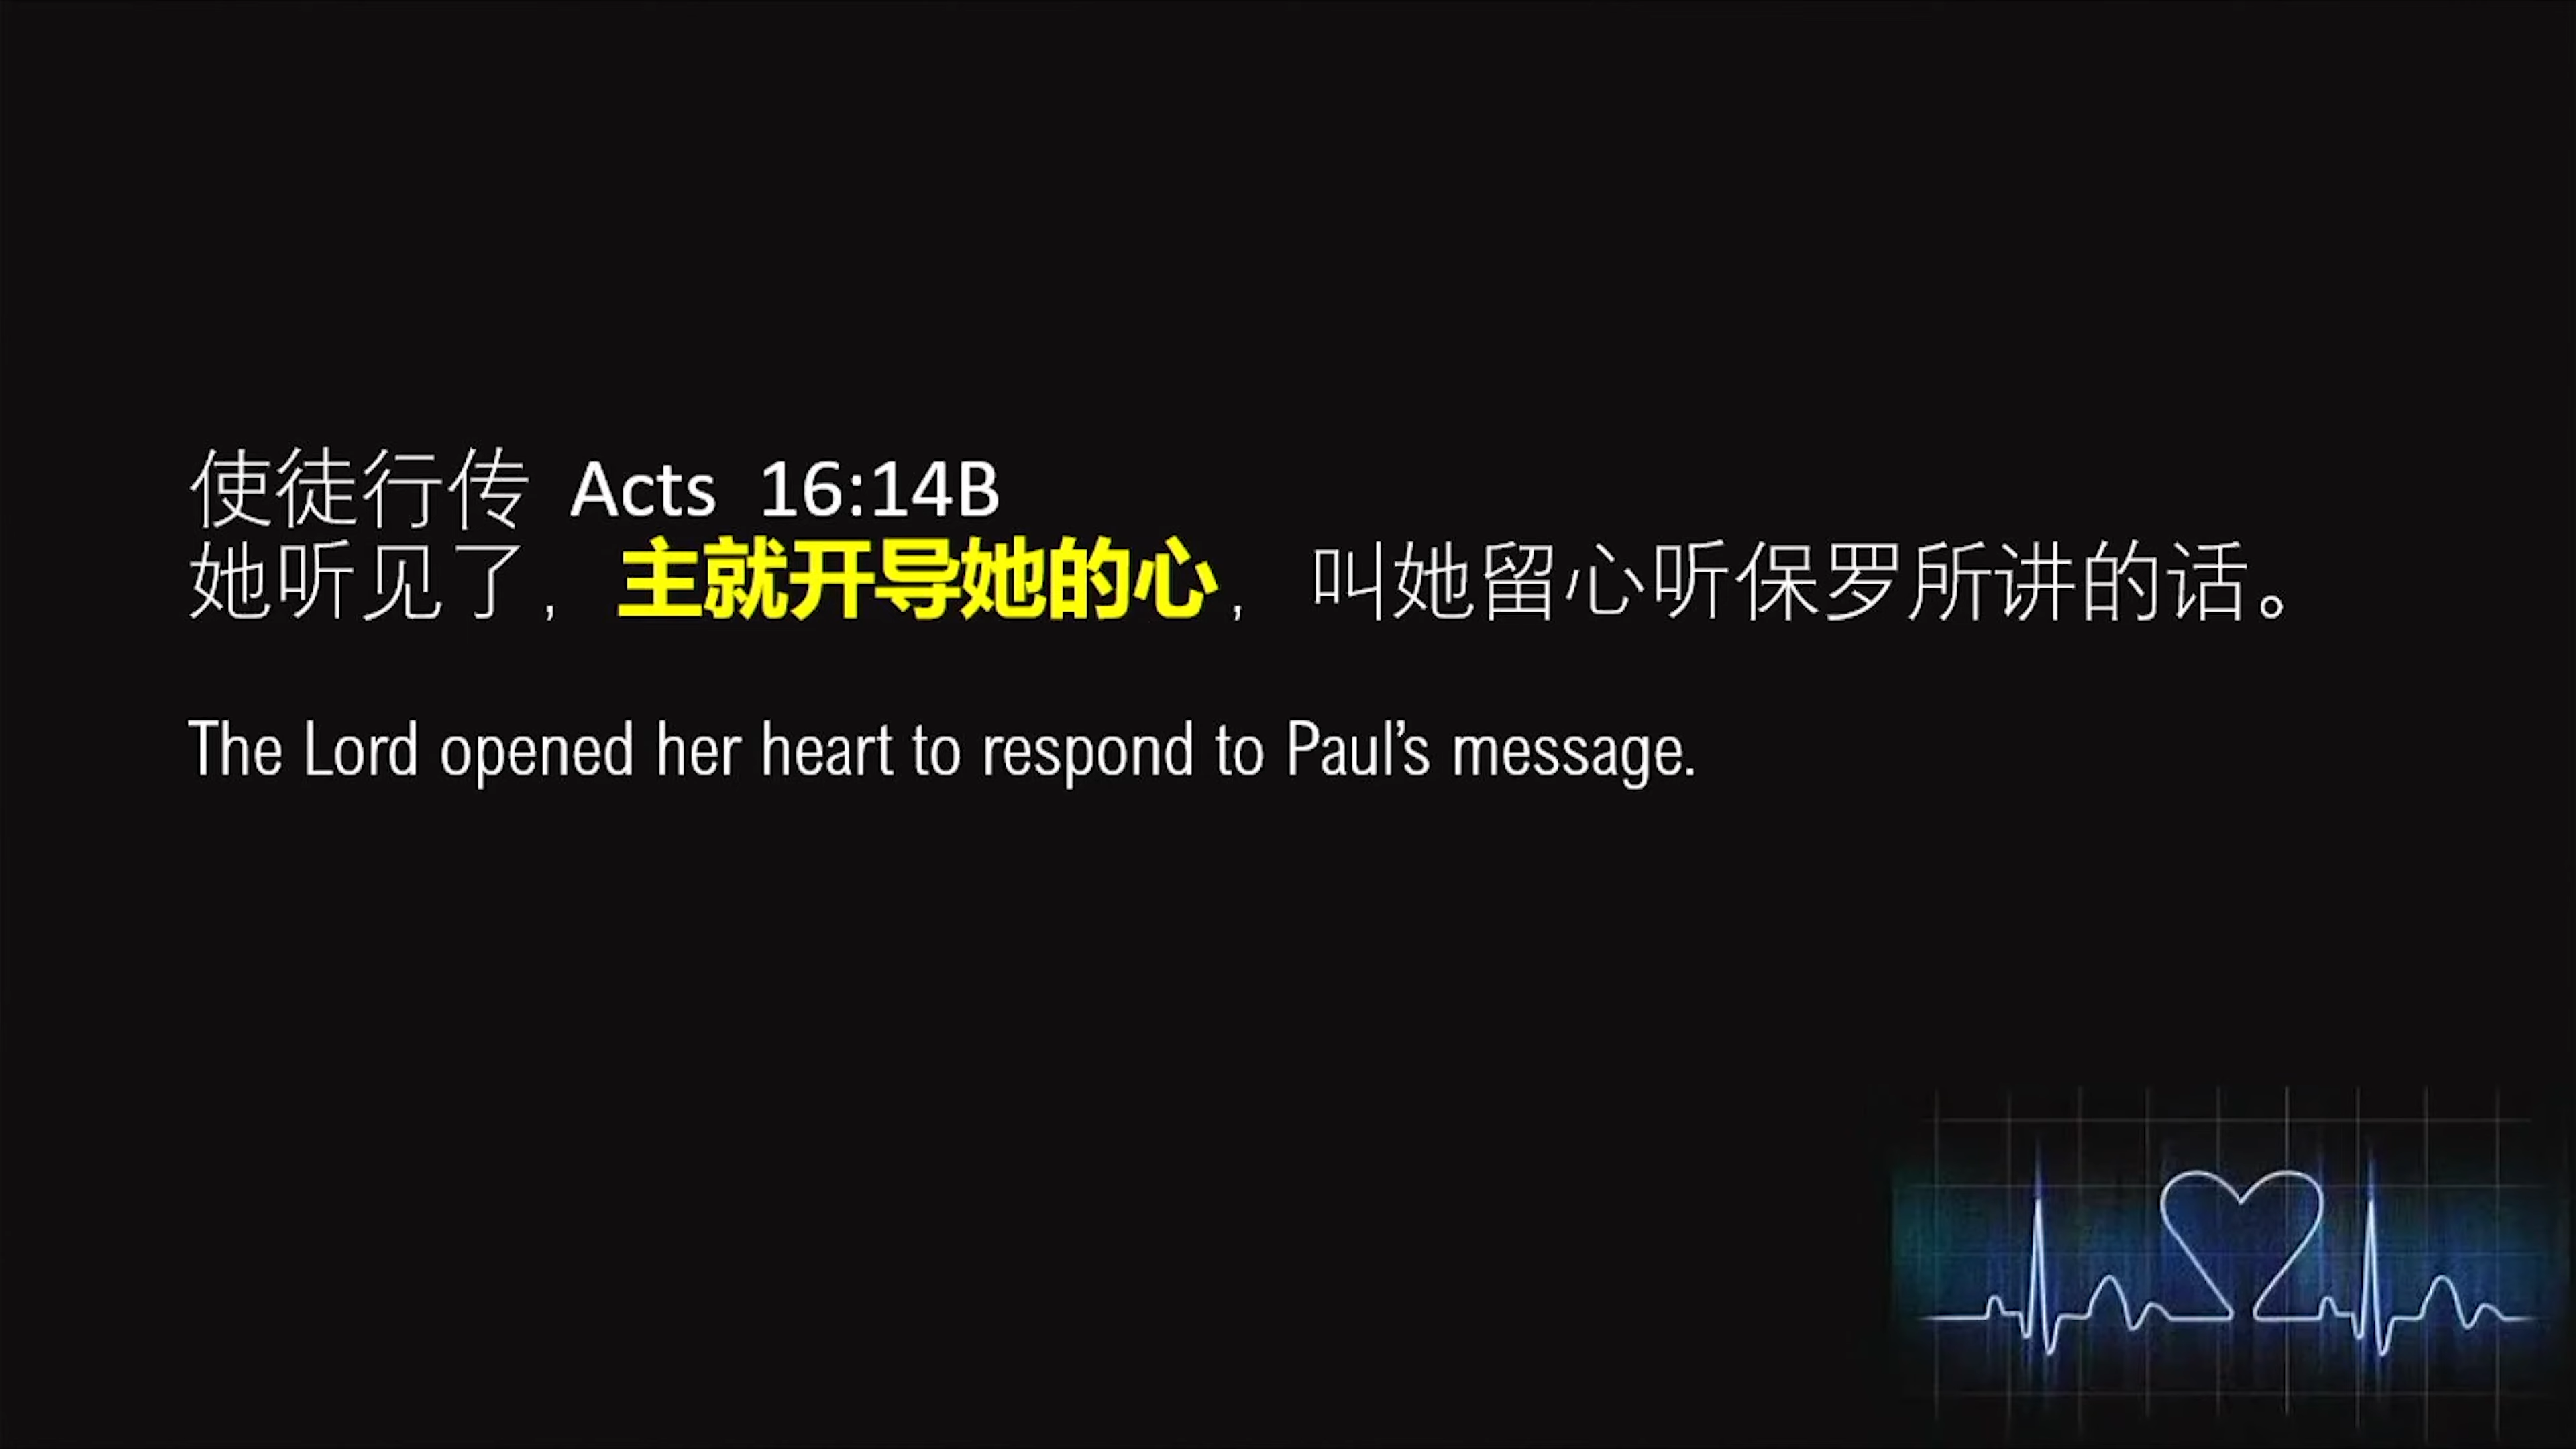 使徒行传 Acts 16:14B
她听见了，主就开导她的心，叫她留心听保罗所讲的话。
The Lord opened her heart to respond to Paul’s message.